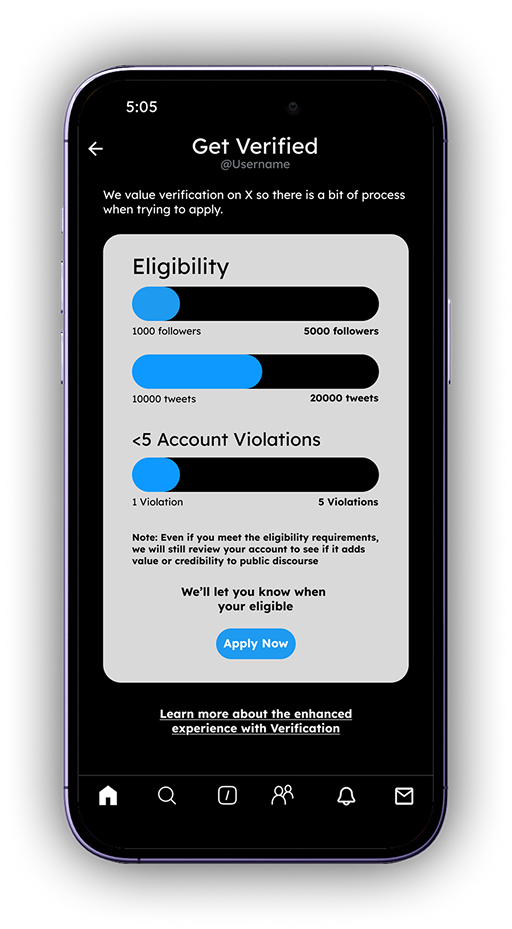 5:05
Get Verified
@Username
We value verification on X so there is a bit of process
when trying to apply.
Eligibility
1000 followers 5000 followers
10000 tweets 20000 tweets
<5 Account Violations
1 Violation 5 Violations
Note: Even if you meet the eligibility requirements,
we will still review your account to see if it adds
value or credibility to public discourse
We’ll let you know when
your eligible
Apply Now
Learn more about the enhanced
experience with Verification